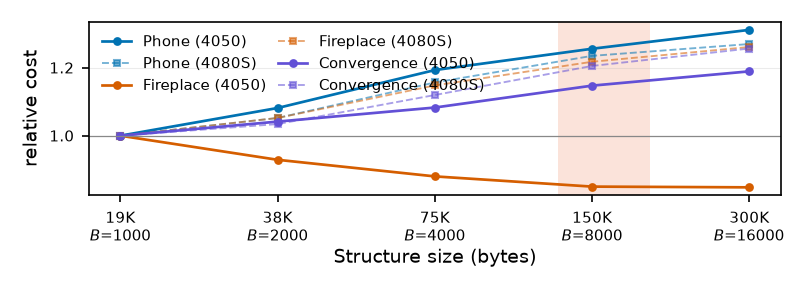 Phone (4050)
Phone (4080S)
Fireplace (4050)
Fireplace (4080S)
Convergence (4050)
Convergence (4080S)
relative cost
1.2
1.0
19K 38K 75K 150K 300K
B=1000 B=2000 B=4000 B=8000 B=16000
Structure size (bytes)